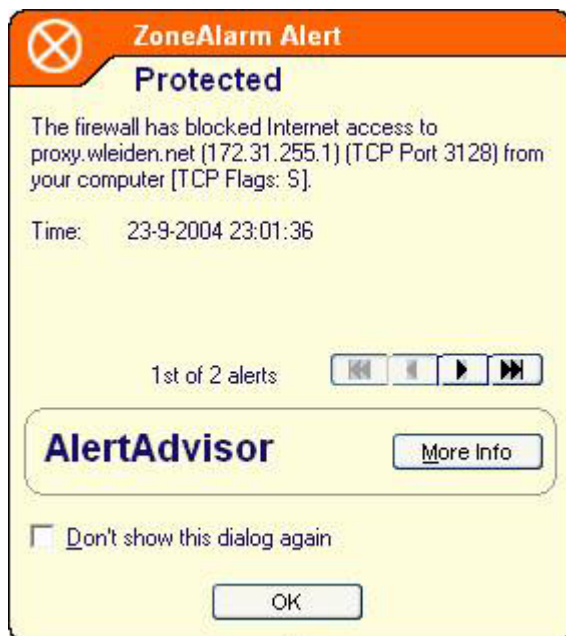 ZoneAlarm Alert
Protected
The firewall has blocked Internet access to
proxy.wleiden.net (172.31.255.1) (TCP Port 3128) from
your computer [TCP Flags: S].
Time: 23-9-2004 23:01:36
1st of 2 alerts
AlertAdvisor
More Info
Don't show this dialog again
OK